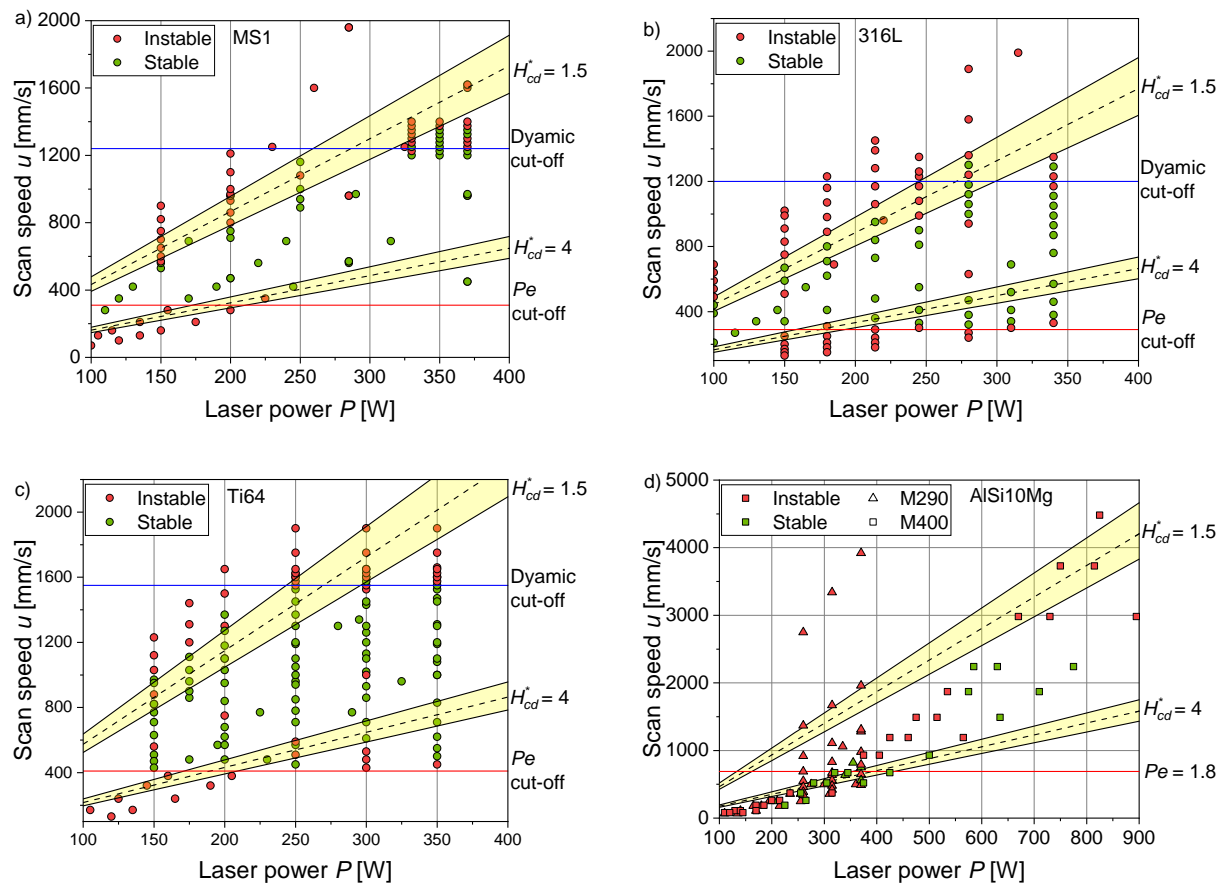 a)
MS1
Instable
Stable
2000
1600
1200
800
400
0
100 150 200 250 300 350 400
Scan speed u [mm/s]
Laser power P [W]
H*cd = 1.5
Dyamic
cut-off
H*cd = 4
Pe
cut-off
b)
316L
Instable
Stable
2000
1600
1200
800
400
100 150 200 250 300 350 400
Scan speed u [mm/s]
Laser power P [W]
H*cd = 1.5
Dyamic
cut-off
H*cd = 4
Pe
cut-off
c)
Ti64
Instable
Stable
2000
1600
1200
800
400
100 150 200 250 300 350 400
Scan speed u [mm/s]
Laser power P [W]
H*cd = 1.5
Dyamic
cut-off
H*cd = 4
Pe
cut-off
d)
Instable M290 AlSi10Mg
Stable M400
5000
4000
3000
2000
1000
0
100 200 300 400 500 600 700 800 900
Scan speed u [mm/s]
Laser power P [W]
H*cd = 1.5
H*cd = 4
Pe = 1.8